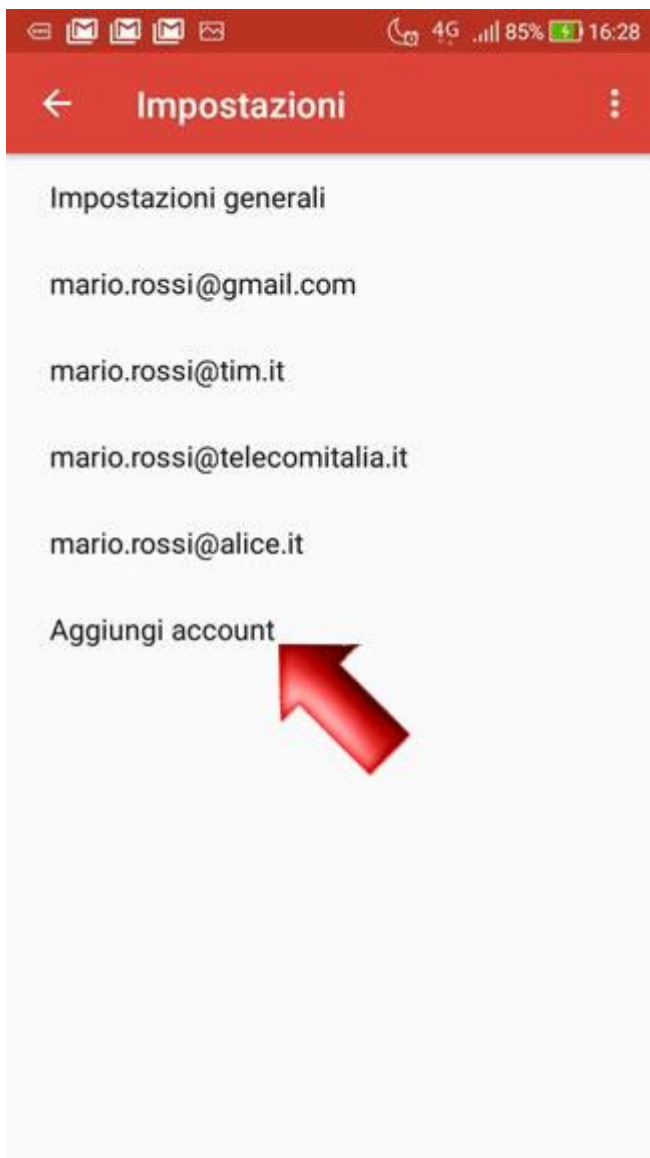 4G 85% 16:28
Impostazioni
Impostazioni generali
mario.rossi@gmail.com
mario.rossi@tim.it
mario.rossi@telecomitalia.it
mario.rossi@alice.it
Aggiungi account